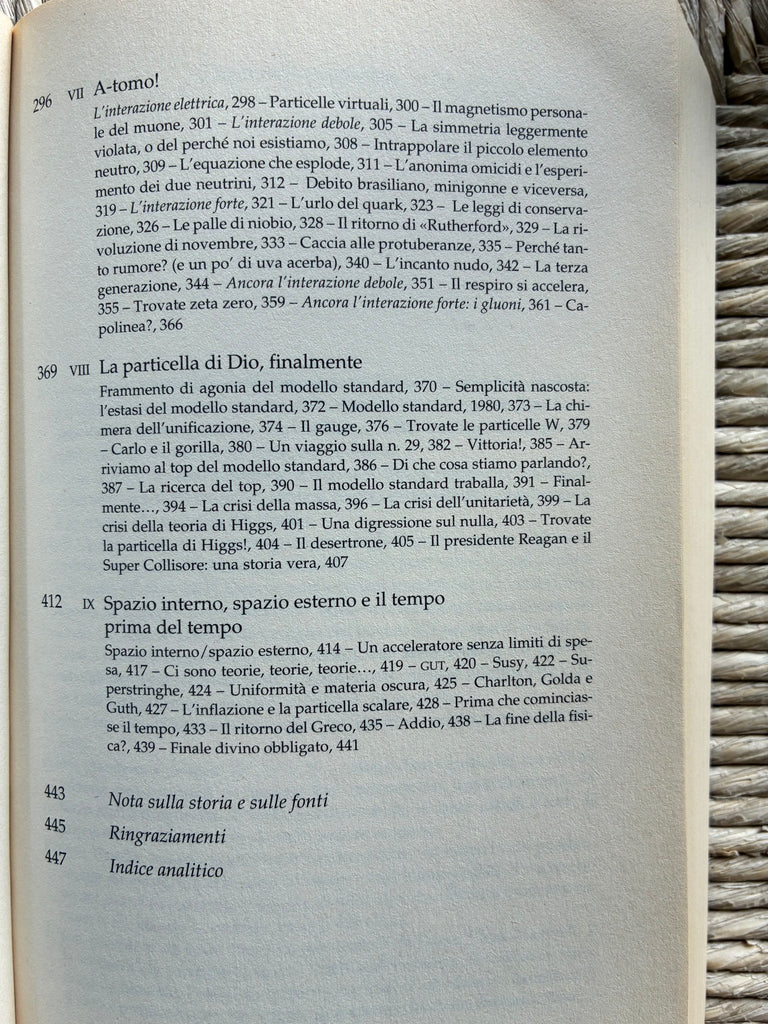 296 VII A-tomo!
L'interazione elettrica, 298 – Particelle virtuali, 300 – Il magnetismo persona-
le del muone, 301 – L'interazione debole, 305 – La simmetria leggermente
violata, o del perché noi esistiamo, 308 – Intrappolare il piccolo elemento
neutro, 309 – L'equazione che esplode, 311 – L'anonima omicidi e l'esperi-
mento dei due neutrini, 312 – Debito brasiliano, minigonne e viceversa,
319 – L'interazione forte, 321 – L'urlo del quark, 323 – Le leggi di conserva-
zione, 326 – Le palle di niobio, 328 – Il ritorno di «Rutherford», 329 – La ri-
voluzione di novembre, 333 – Caccia alle protuberanze, 335 – Perché tan-
to rumore? (e un po' di uva acerba), 340 – L'incanto nudo, 342 – La terza
generazione, 344 – Ancora l'interazione debole, 351 – Il respiro si accelera,
355 – Trovate zeta zero, 359 – Ancora l'interazione forte: i gluoni, 361 – Ca-
polinea?, 366
369 VIII La particella di Dio, finalmente
Frammento di agonia del modello standard, 370 – Semplicità nascosta:
l'estasi del modello standard, 372 – Modello standard, 1980, 373 – La chi-
mera dell'unificazione, 374 – Il gauge, 376 – Trovate le particelle W, 379
– Carlo e il gorilla, 380 – Un viaggio sulla n. 29, 382 – Vittoria!, 385 – Ar-
riviamo al top del modello standard, 386 – Di che cosa stiamo parlando?,
387 – La ricerca del top, 390 – Il modello standard traballa, 391 – Final-
mente..., 394 – La crisi della massa, 396 – La crisi dell'unitarietà, 399 – La
crisi della teoria di Higgs, 401 – Una digressione sul nulla, 403 – Trovate
la particella di Higgs!, 404 – Il desertrone, 405 – Il presidente Reagan e il
Super Collisore: una storia vera, 407
412 IX Spazio interno, spazio esterno e il tempo
prima del tempo
Spazio interno/spazio esterno, 414 – Un acceleratore senza limiti di spe-
sa, 417 – Ci sono teorie, teorie, teorie..., 419 – GUT, 420 – Susy, 422 – Su-
perstringhe, 424 – Uniformità e materia oscura, 425 – Charlton, Golda e
Guth, 427 – L'inflazione e la particella scalare, 428 – Prima che comincias-
se il tempo, 433 – Il ritorno del Greco, 435 – Addio, 438 – La fine della fisi-
ca?, 439 – Finale divino obbligato, 441
443 Nota sulla storia e sulle fonti
445 Ringraziamenti
447 Indice analitico